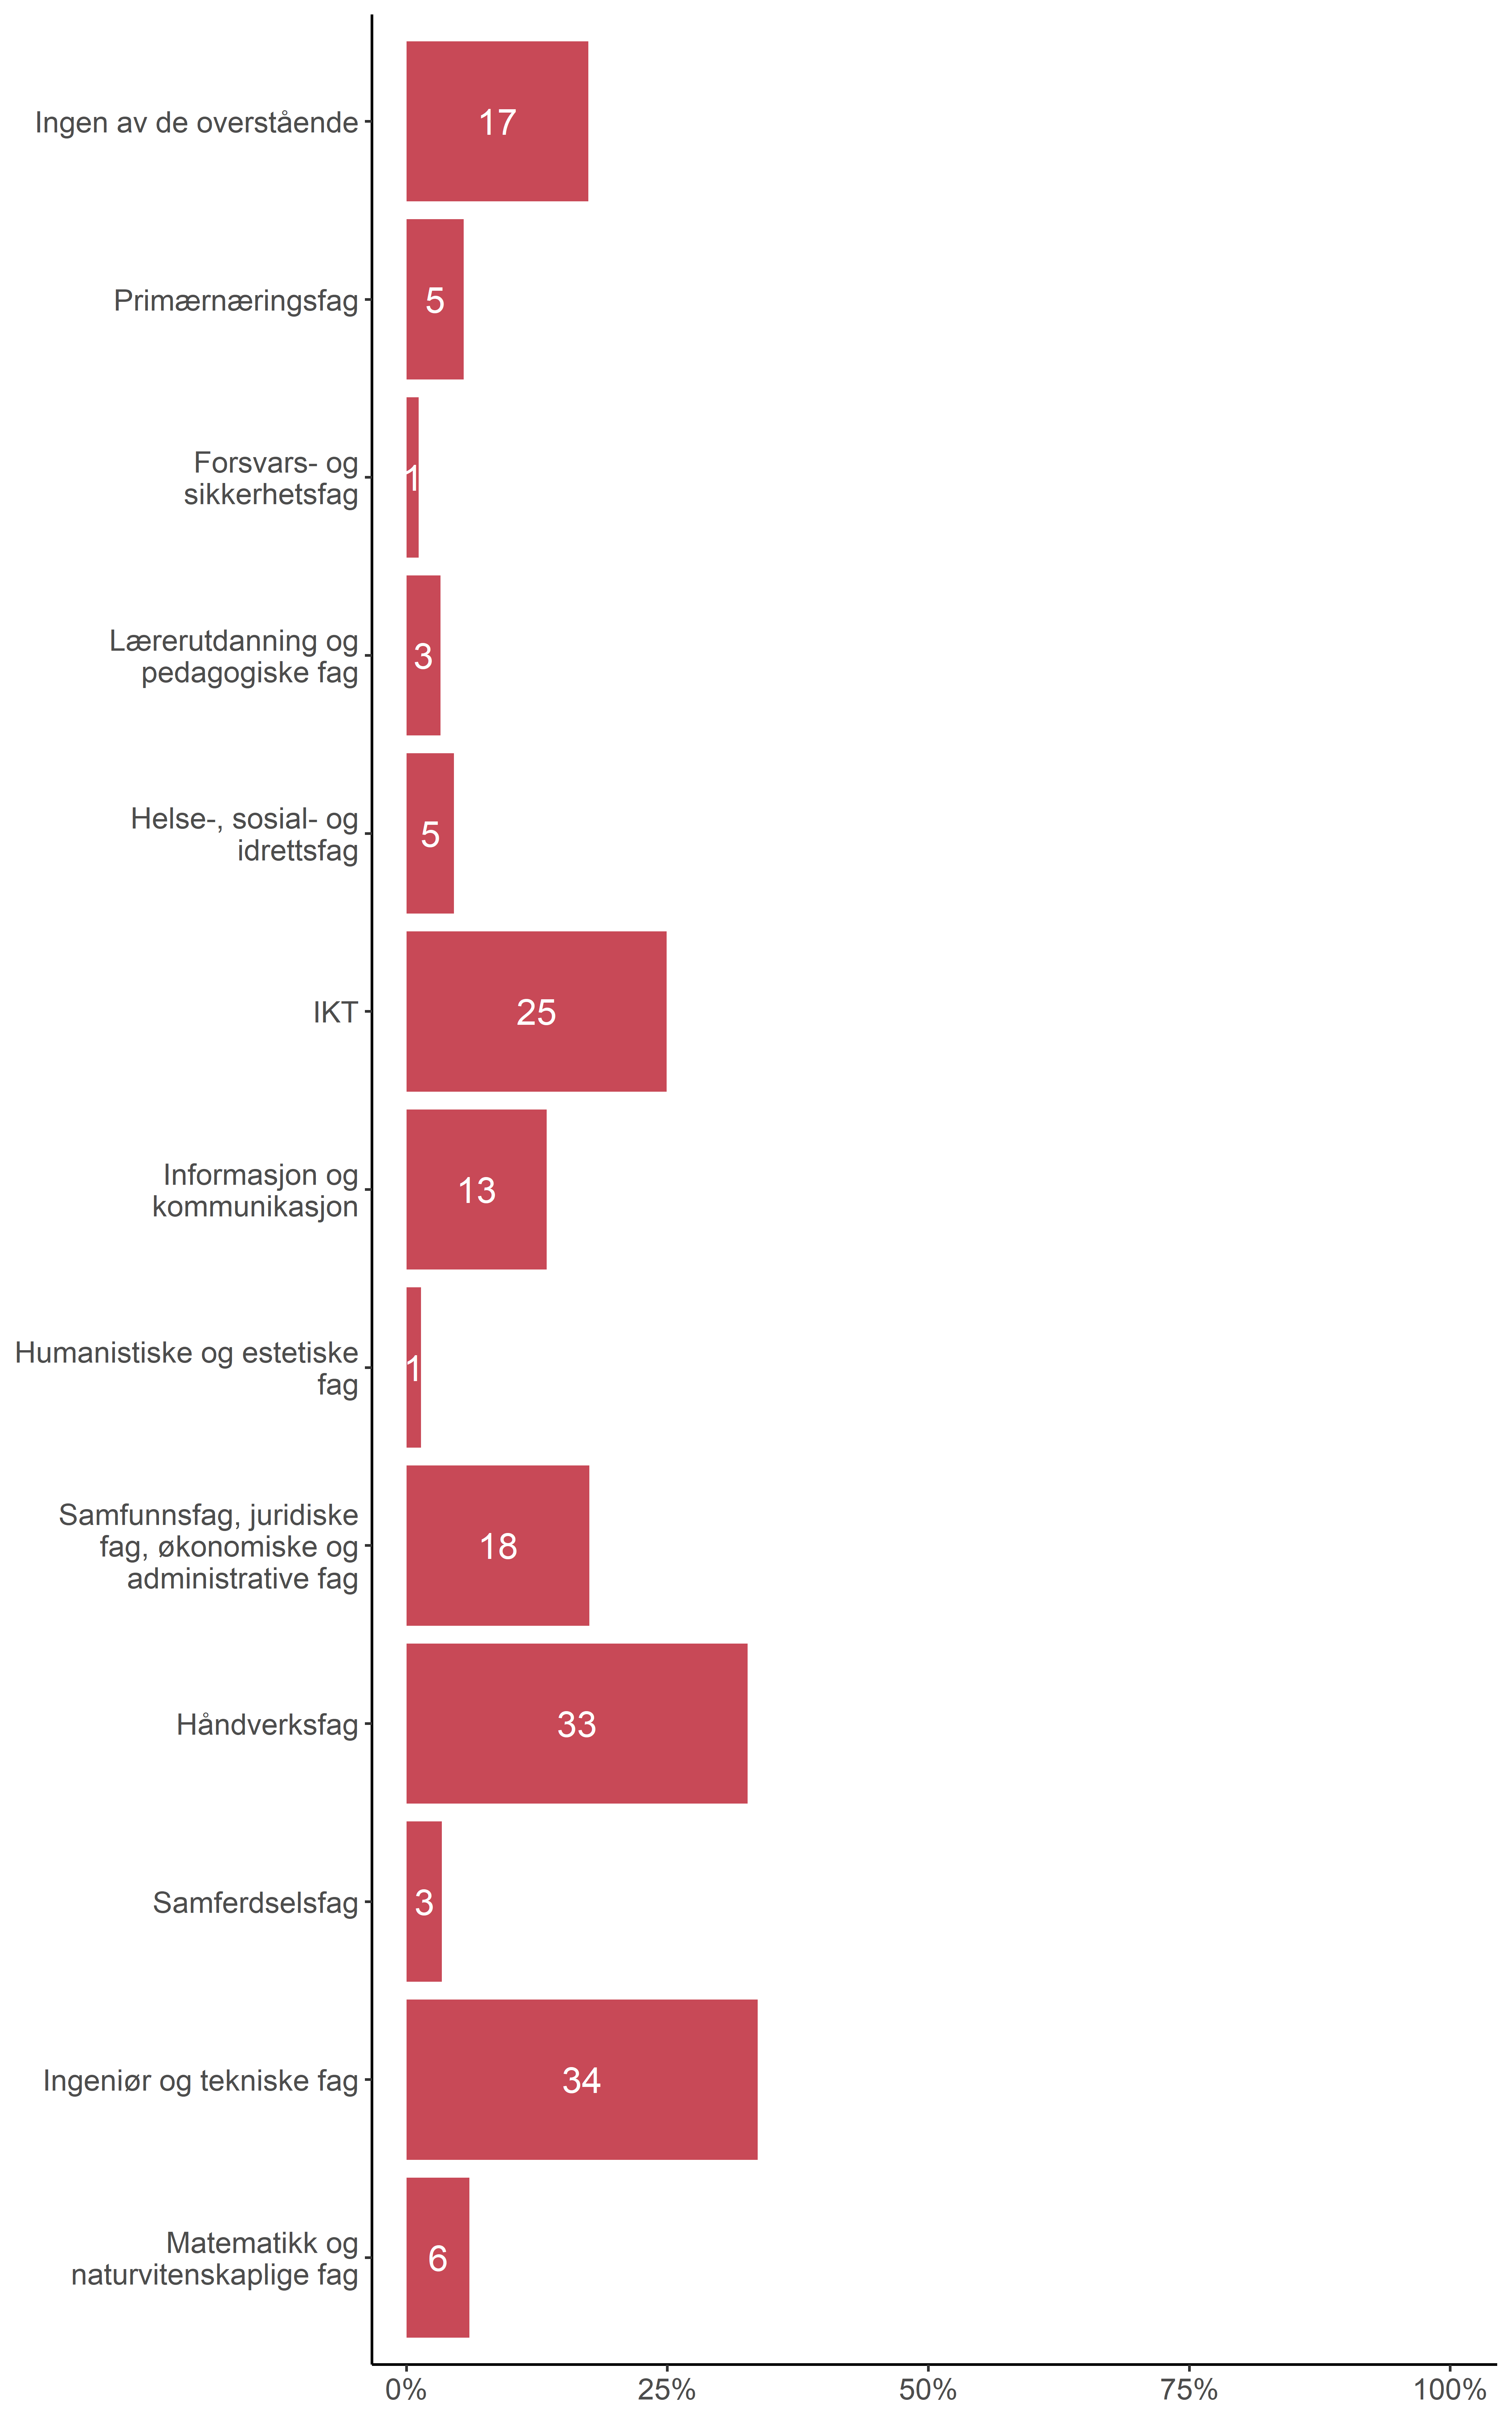 Ingen av de overstående
17
Primærnæringsfag
5
Forsvars- og
sikkerhetsfag
1
Lærerutdanning og
pedagogiske fag
3
Helse-, sosial- og
idrettsfag
5
IKT
25
Informasjon og
kommunikasjon
13
Humanistiske og estetiske
fag
1
Samfunnsfag, juridiske
fag, økonomiske og
administrative fag
18
Håndverksfag
33
Samferdselsfag
3
Ingeniør og tekniske fag
34
Matematikk og
naturvitenskaplige fag
6
0% 25% 50% 75% 100%